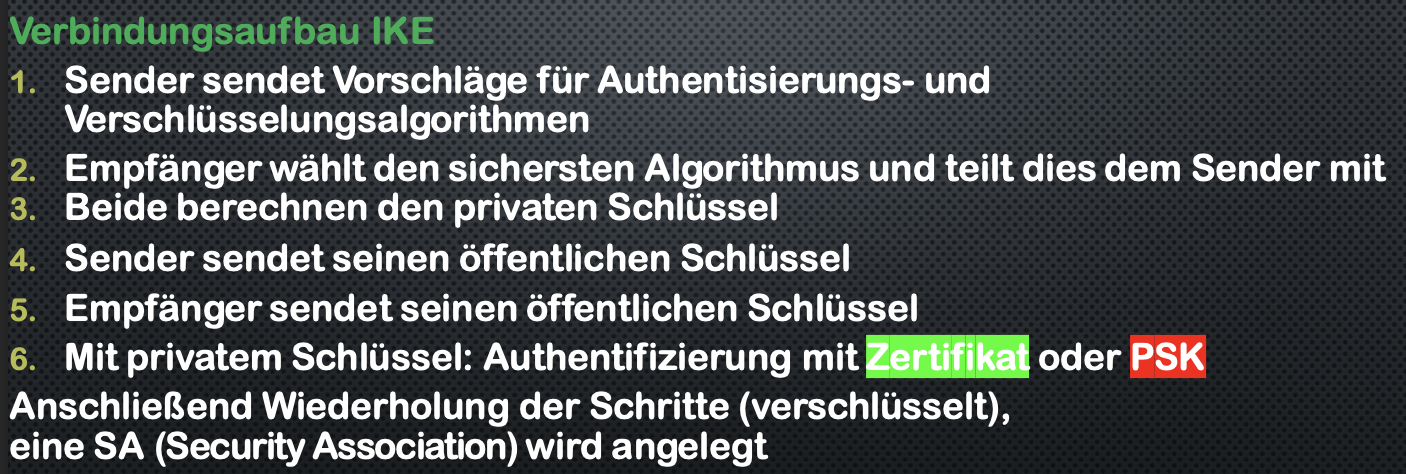 Verbindungsaufbau IKE
1. Sender sendet Vorschläge für Authentisierungs- und
Verschlüsselungsalgorithmen
2. Empfänger wählt den sichersten Algorithmus und teilt dies dem Sender mit
3. Beide berechnen den privaten Schlüssel
4. Sender sendet seinen öffentlichen Schlüssel
5. Empfänger sendet seinen öffentlichen Schlüssel
6. Mit privatem Schlüssel: Authentifizierung mit Zertifikat oder PSK
Anschließend Wiederholung der Schritte (verschlüsselt),
eine SA (Security Association) wird angelegt